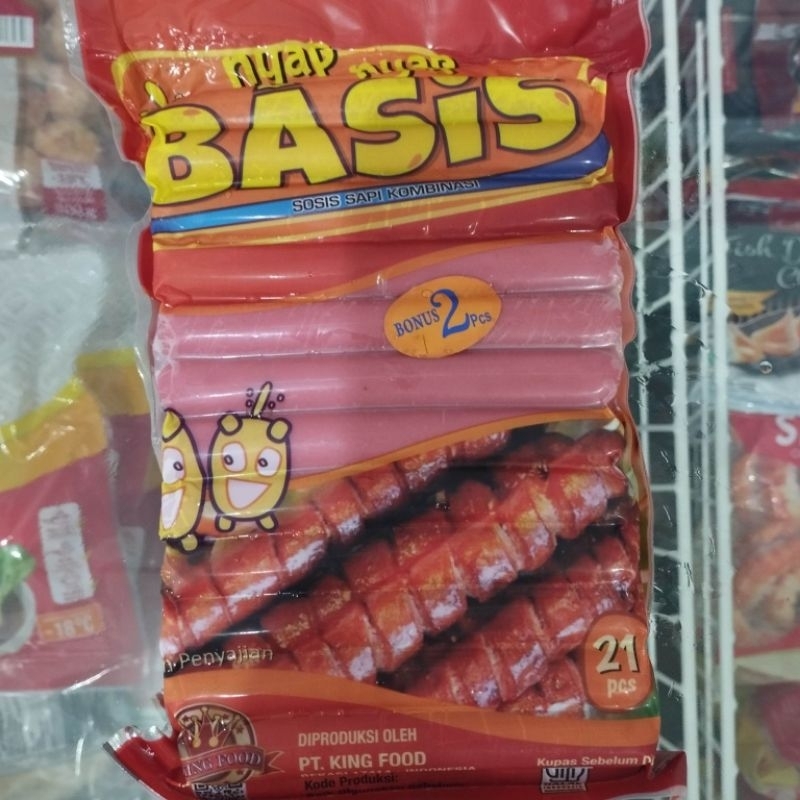 nyap nyap
BASiS
SOSIS SAPI KOMBINASI
BONUS 2 Pcs
Penyajian
21
pcs
KING FOOD
DIPRODUKSI OLEH
PT. KING FOOD
INDONESIA
Kode Produksi:
Kupas Sebelum
-18°C